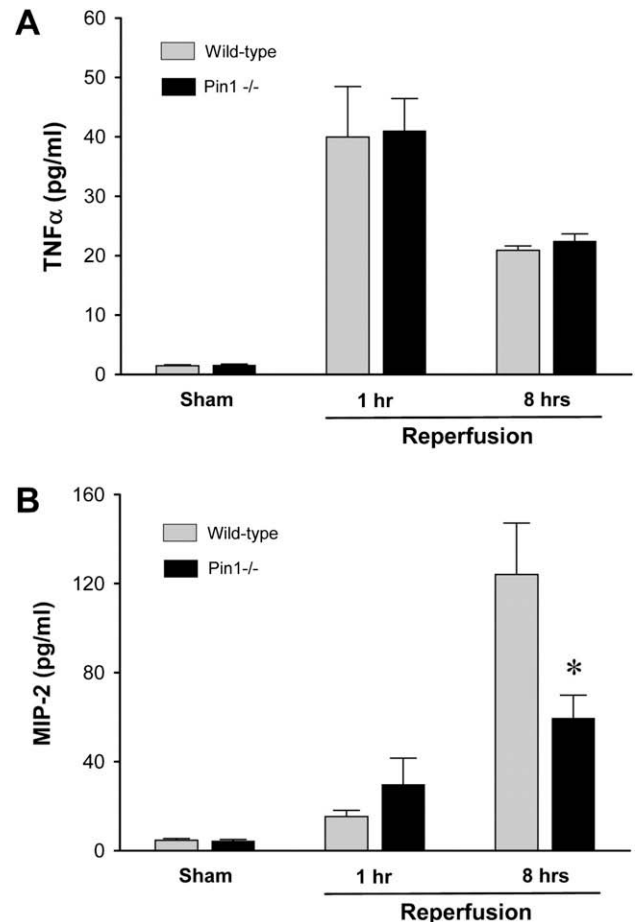 A
60
50
40
30
20
10
0
TNFα (pg/ml)
Wild-type
Pin1 -/-
Sham
1 hr
8 hrs
Reperfusion
B
160
120
80
40
0
MIP-2 (pg/ml)
Wild-type
Pin1-/-
*
Sham
1 hr
8 hrs
Reperfusion